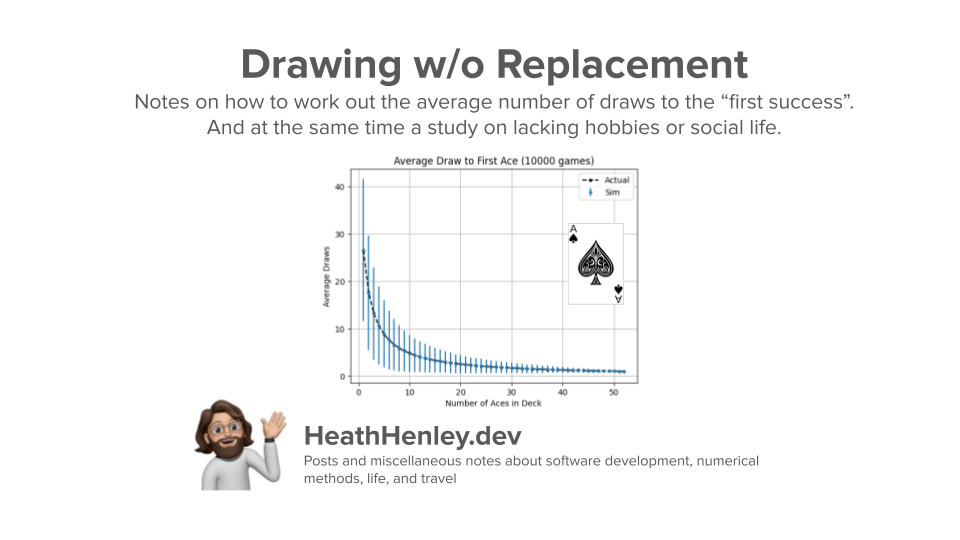 Drawing w/o Replacement
Notes on how to work out the average number of draws to the “first success”.
And at the same time a study on lacking hobbies or social life.
Average Draw to First Ace (10000 games)
Actual
Sim
A
A
40
30
20
10
0
Average Draws
0 10 20 30 40 50
Number of Aces in Deck
HeathHenley.dev
Posts and miscellaneous notes about software development, numerical
methods, life, and travel